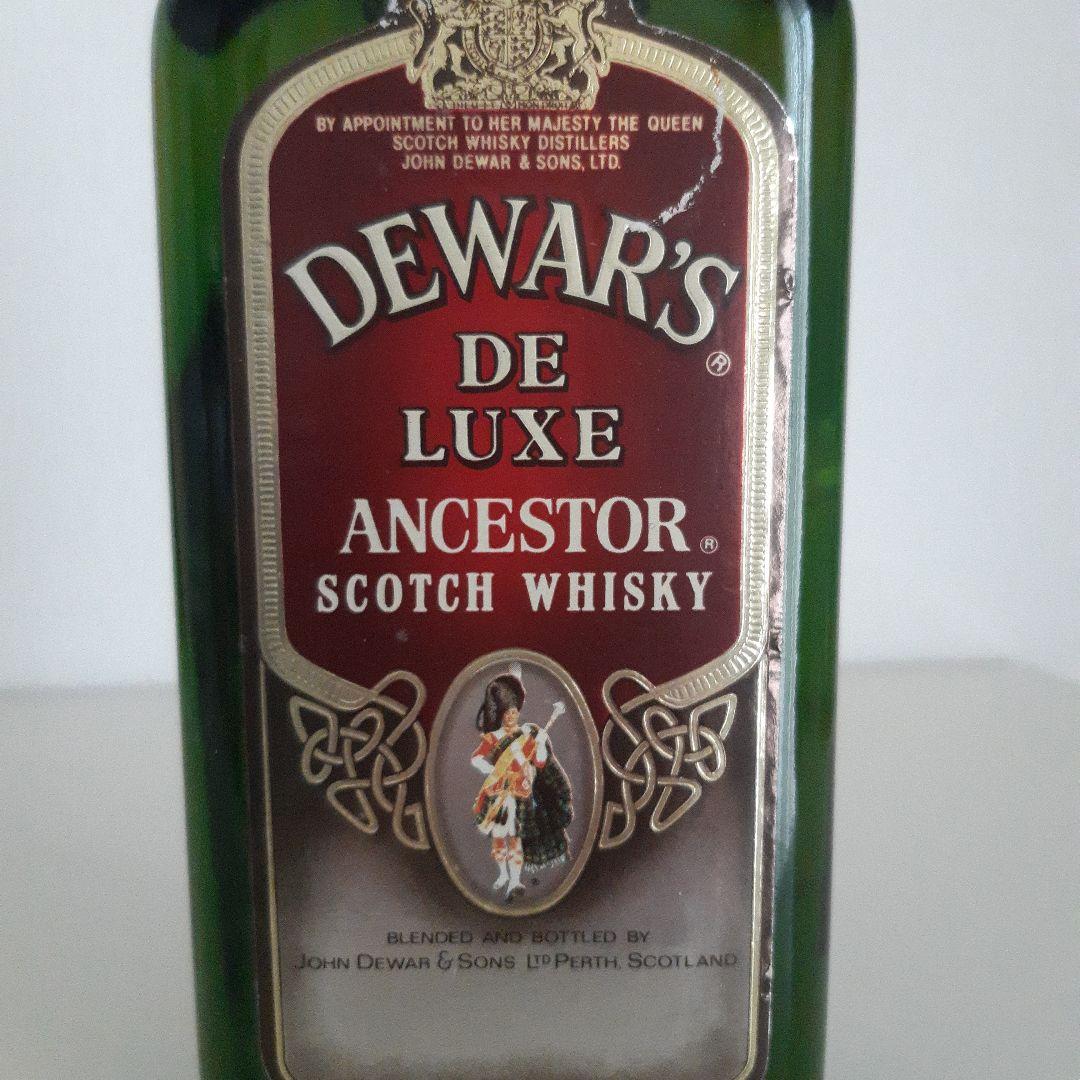 BY APPOINTMENT TO HER MAJESTY THE QUEEN
SCOTCH WHISKY DISTILLERS
JOHN DEWAR & SONS, LTD.
DEWAR'S ®
DE
LUXE
ANCESTOR ®
SCOTCH WHISKY
BLENDED AND BOTTLED BY
JOHN DEWAR & SONS LTD PERTH, SCOTLAND